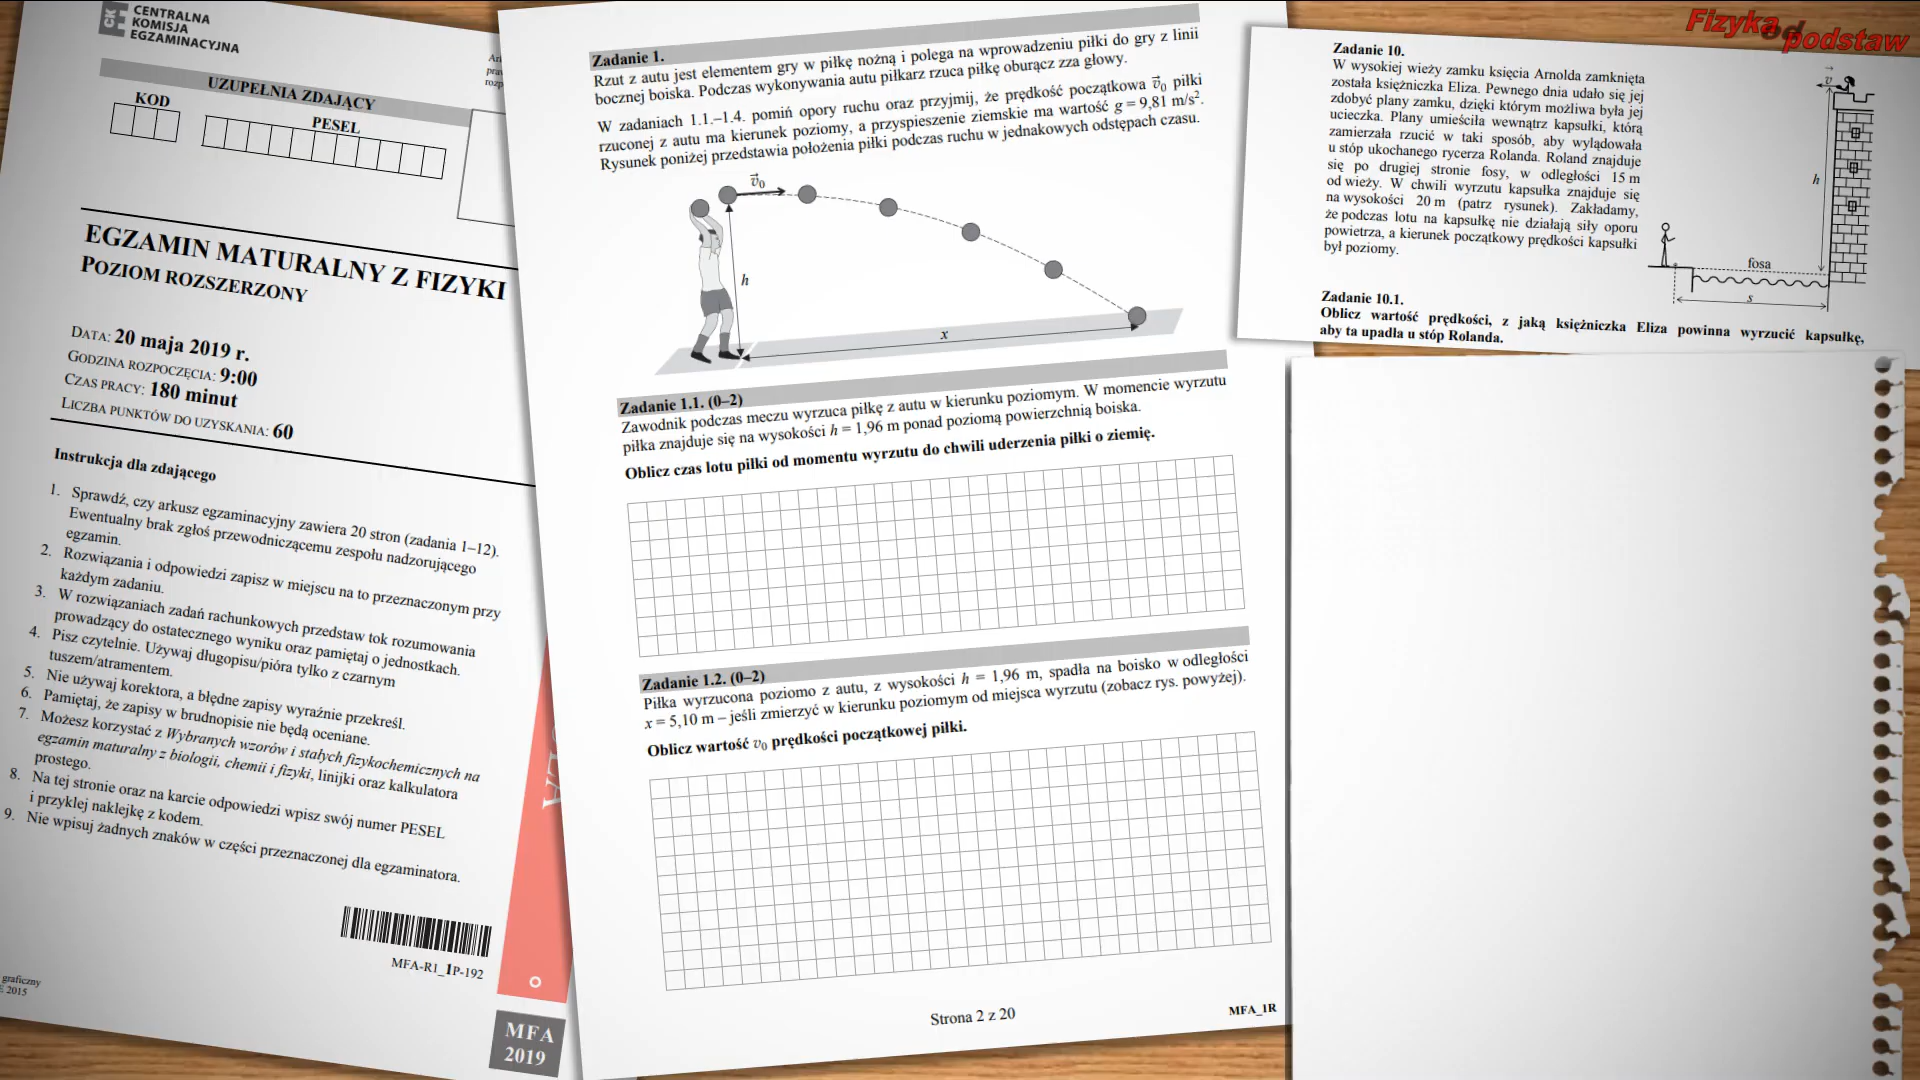 CENTRALNA
KOMISJA
EGZAMINACYJNA
UZUPEŁNIA ZDAJĄCY
KOD
PESEL
EGZAMIN MATURALNY Z FIZYKI
POZIOM ROZSZERZONY
DATA: 20 maja 2019 r.
GODZINA ROZPOCZĘCIA: 9:00
CZAS PRACY: 180 minut
LICZBA PUNKTÓW DO UZYSKANIA: 60
Instrukcja dla zdającego
1. Sprawdź, czy arkusz egzaminacyjny zawiera 20 stron (zadania 1–12).
Ewentualny brak zgłoś przewodniczącemu zespołu nadzorującego
egzamin.
2. Rozwiązania i odpowiedzi zapisz w miejscu na to przeznaczonym przy
każdym zadaniu.
3. W rozwiązaniach zadań rachunkowych przedstaw tok rozumowania
prowadzący do ostatecznego wyniku oraz pamiętaj o jednostkach.
4. Pisz czytelnie. Używaj długopisu/pióra tylko z czarnym
tuszem/atramentem.
5. Nie używaj korektora, a błędne zapisy wyraźnie przekreśl.
6. Pamiętaj, że zapisy w brudnopisie nie będą oceniane.
7. Możesz korzystać z Wybranych wzorów i stałych fizykochemicznych na
egzamin maturalny z biologii, chemii i fizyki, linijki oraz kalkulatora
prostego.
8. Na tej stronie oraz na karcie odpowiedzi wpisz swój numer PESEL
i przyklej naklejkę z kodem.
9. Nie wpisuj żadnych znaków w części przeznaczonej dla egzaminatora.
MFA-R1_1P-192
graficzny
2015
MFA
2019
Zadanie 1.
Rzut z autu jest elementem gry w piłkę nożną i polega na wprowadzeniu piłki do gry z linii
bocznej boiska. Podczas wykonywania autu piłkarz rzuca piłkę oburącz zza głowy.
W zadaniach 1.1.–1.4. pomiń opory ruchu oraz przyjmij, że prędkość początkowa v⃗₀ piłki
rzuconej z autu ma kierunek poziomy, a przyspieszenie ziemskie ma wartość g = 9,81 m/s².
Rysunek poniżej przedstawia położenia piłki podczas ruchu w jednakowych odstępach czasu.
v⃗₀
h
x
Zadanie 1.1. (0–2)
Zawodnik podczas meczu wyrzuca piłkę z autu w kierunku poziomym. W momencie wyrzutu
piłka znajduje się na wysokości h = 1,96 m ponad poziomą powierzchnią boiska.
Oblicz czas lotu piłki od momentu wyrzutu do chwili uderzenia piłki o ziemię.
Zadanie 1.2. (0–2)
Piłka wyrzucona poziomo z autu, z wysokości h = 1,96 m, spadła na boisko w odległości
x = 5,10 m – jeśli zmierzyć w kierunku poziomym od miejsca wyrzutu (zobacz rys. powyżej).
Oblicz wartość v₀ prędkości początkowej piłki.
Strona 2 z 20
MFA_1R
Fizyka od podstaw
Zadanie 10.
W wysokiej wieży zamku księcia Arnolda zamknięta
została księżniczka Eliza. Pewnego dnia udało się jej
zdobyć plany zamku, dzięki którym możliwa była jej
ucieczka. Plany umieściła wewnątrz kapsułki, którą
zamierzała rzucić w taki sposób, aby wylądowała
u stóp ukochanego rycerza Rolanda. Roland znajduje
się po drugiej stronie fosy, w odległości 15 m
od wieży. W chwili wyrzutu kapsułka znajduje się
na wysokości 20 m (patrz rysunek). Zakładamy,
że podczas lotu na kapsułkę nie działają siły oporu
powietrza, a kierunek początkowy prędkości kapsułki
był poziomy.
v⃗
h
fosa
s
Zadanie 10.1.
Oblicz wartość prędkości, z jaką księżniczka Eliza powinna wyrzucić kapsułkę,
aby ta upadła u stóp Rolanda.